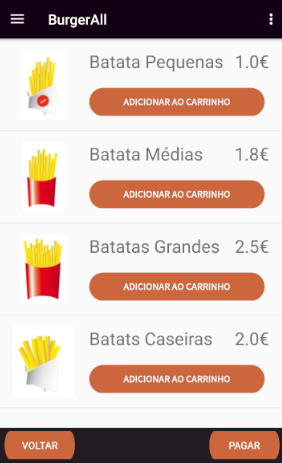 BurgerAll
Batata Pequenas 1.0€
ADICIONAR AO CARRINHO
Batata Médias 1.8€
ADICIONAR AO CARRINHO
Batatas Grandes 2.5€
ADICIONAR AO CARRINHO
Batats Caseiras 2.0€
ADICIONAR AO CARRINHO
VOLTAR PAGAR